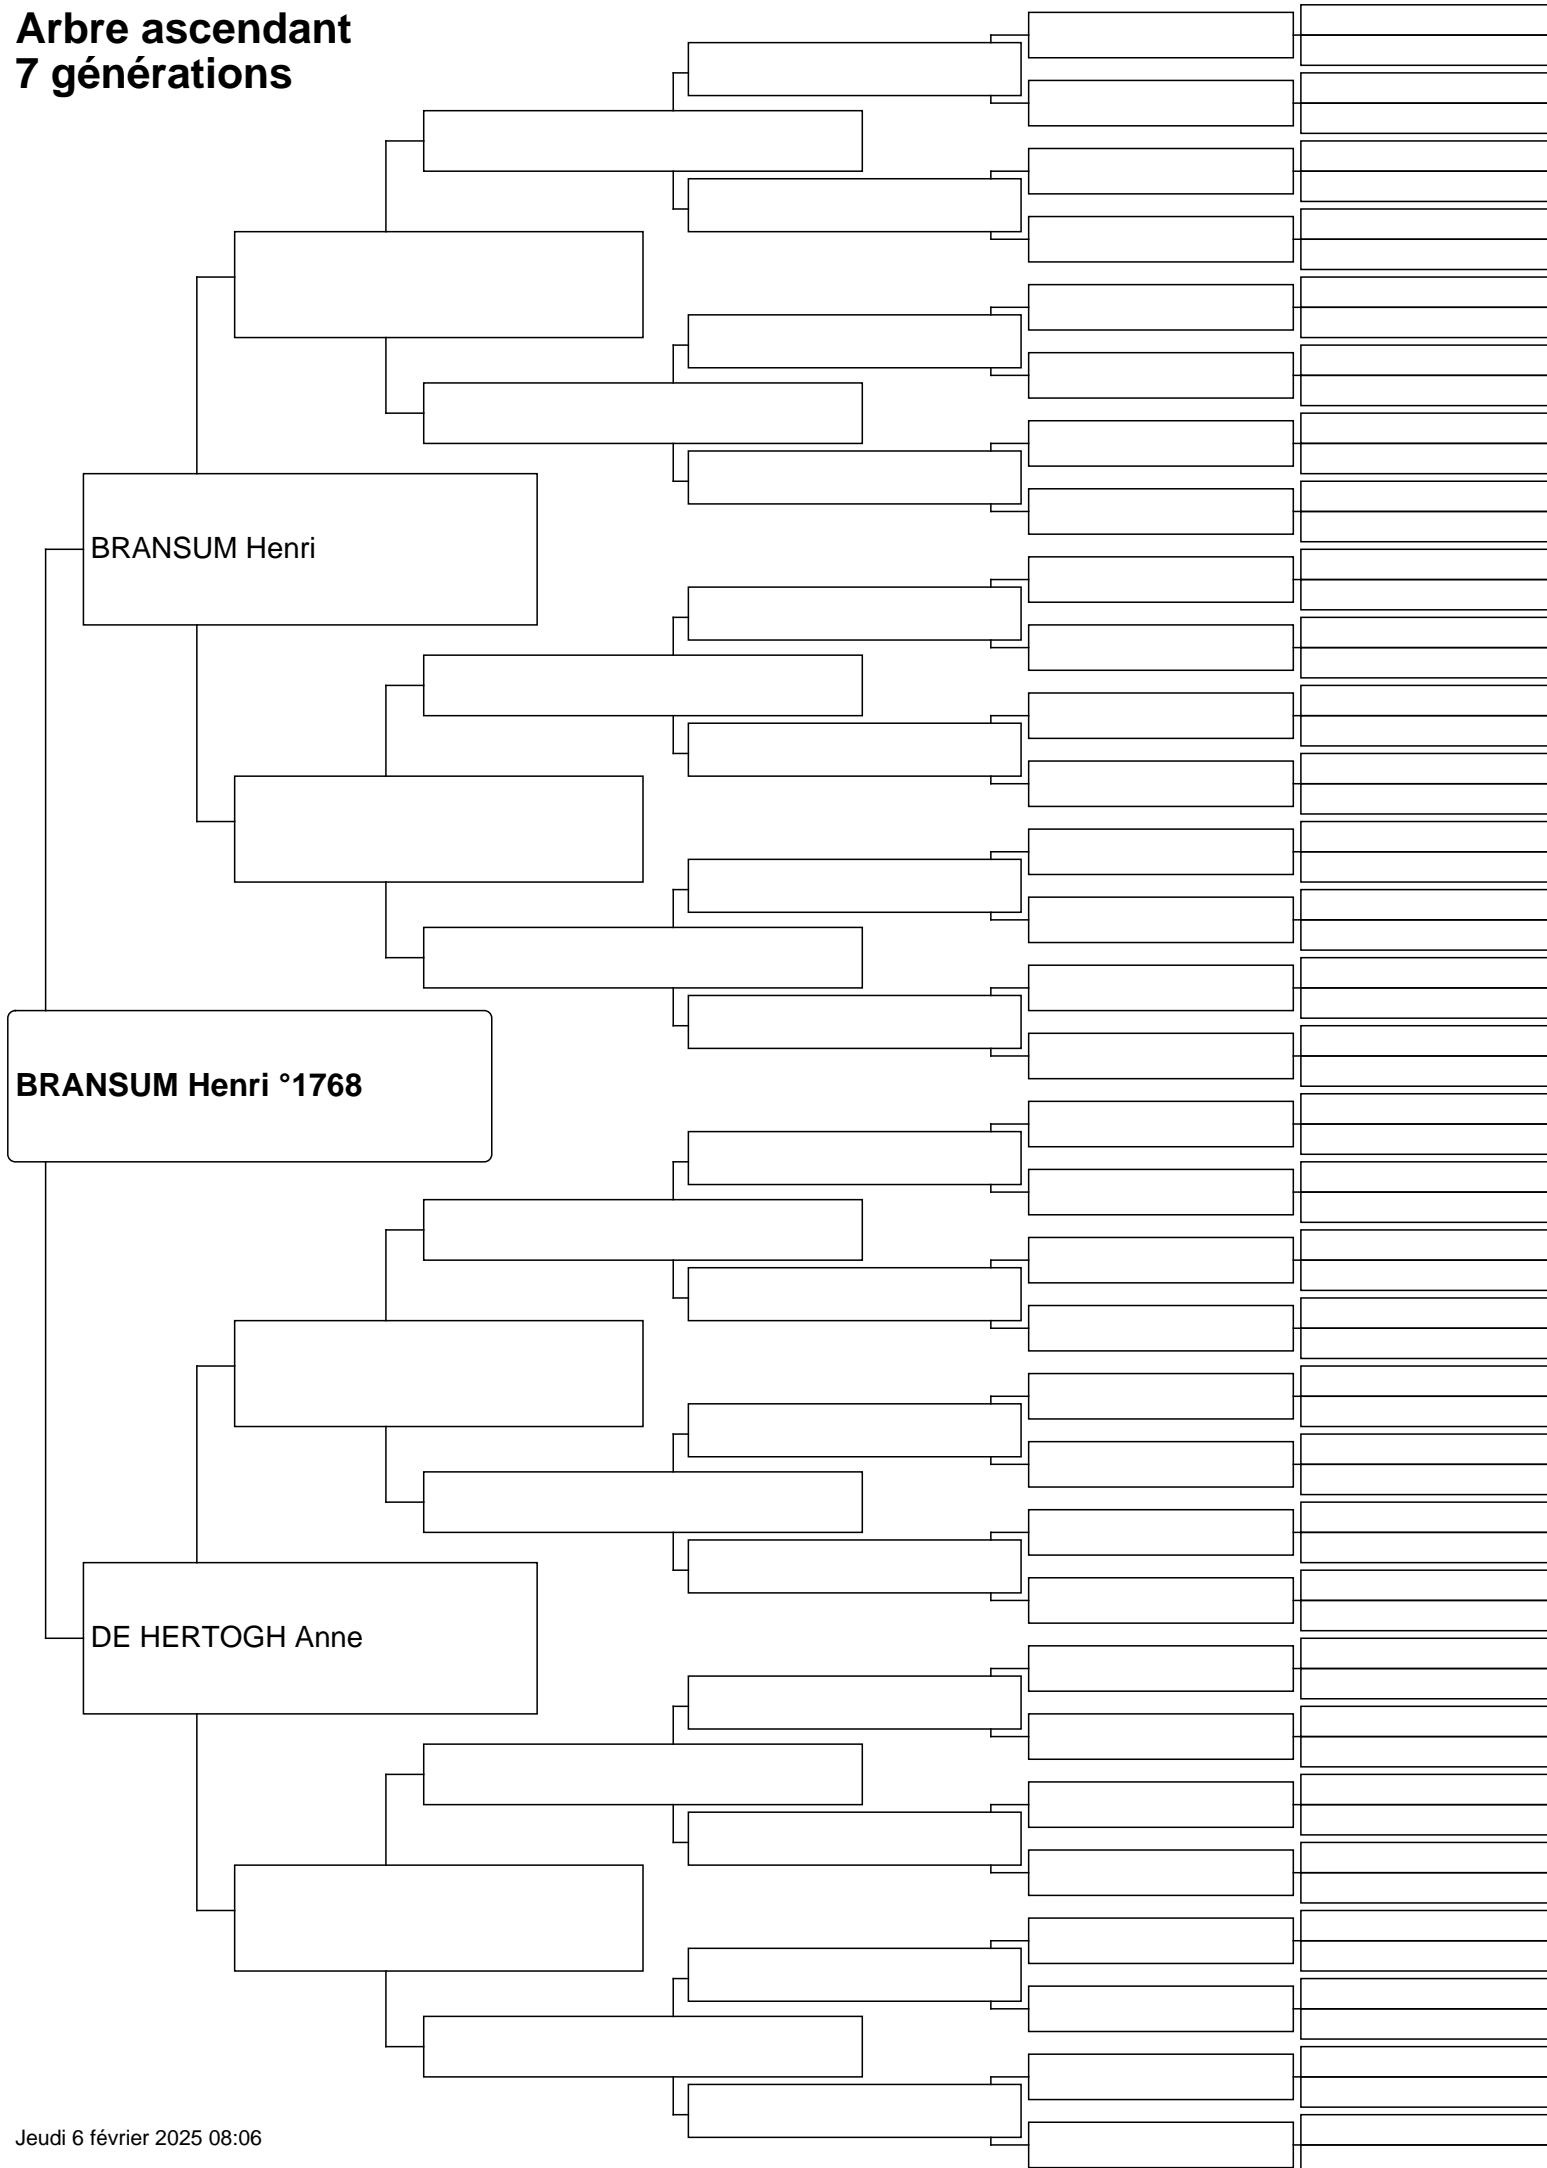 Arbre ascendant
7 générations
BRANSUM Henri
BRANSUM Henri °1768
DE HERTOGH Anne
Jeudi 6 février 2025 08:06